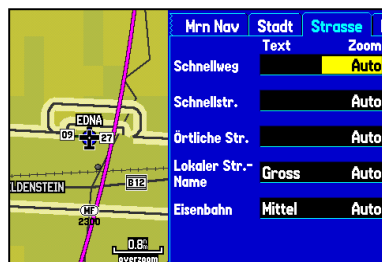 Mrn Nav Stadt Strasse
Text Zoom
Schnellweg Auto
Schnellstr. Auto
Örtliche Str. Auto
Lokaler Str.-
Name Gross Auto
Eisenbahn Mittel Auto
EDNA
09 27
LDENSTEIN B12
MF
2300
0.8
overzoom